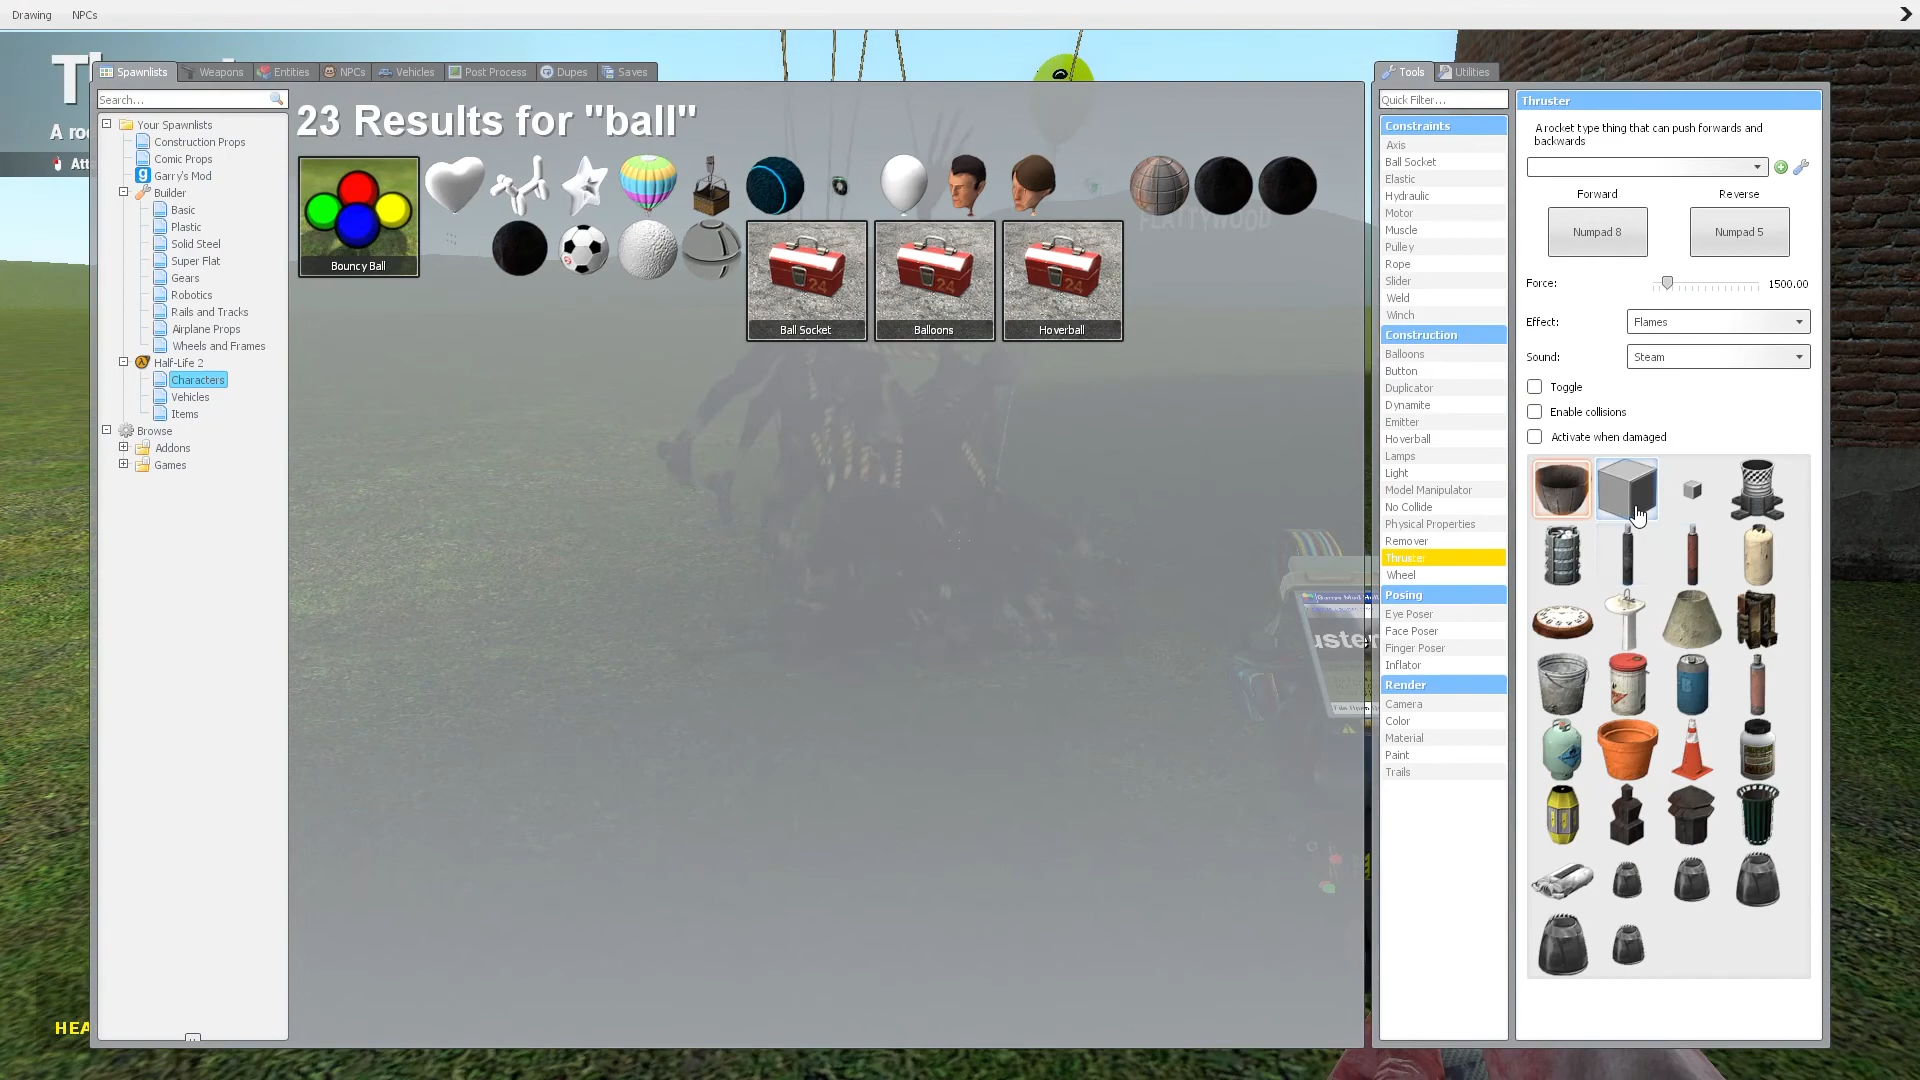 Drawing
NPCs
Spawnlists
Weapons
Entities
NPCs
Vehicles
Post Process
Dupes
Saves
Search...
Your Spawnlists
Construction Props
Comic Props
Garry's Mod
Builder
Basic
Plastic
Solid Steel
Super Flat
Gears
Robotics
Rails and Tracks
Airplane Props
Wheels and Frames
Half-Life 2
Characters
Vehicles
Items
Browse
Addons
Games
23 Results for "ball"
Bouncy Ball
Ball Socket
Balloons
Hoverball
FLATTYWOOD
Tools
Utilities
Quick Filter...
Constraints
Axis
Ball Socket
Elastic
Hydraulic
Motor
Muscle
Pulley
Rope
Slider
Weld
Winch
Construction
Balloons
Button
Duplicator
Dynamite
Emitter
Hoverball
Lamps
Light
Model Manipulator
No Collide
Physical Properties
Remover
Thruster
Wheel
Posing
Eye Poser
Face Poser
Finger Poser
Inflator
Render
Camera
Color
Material
Paint
Trails
Thruster
A rocket type thing that can push forwards and
backwards
Forward
Reverse
Numpad 8
Numpad 5
Force:
1500.00
Effect:
Flames
Sound:
Steam
Toggle
Enable collisions
Activate when damaged
A ro
Att
HEA
uster